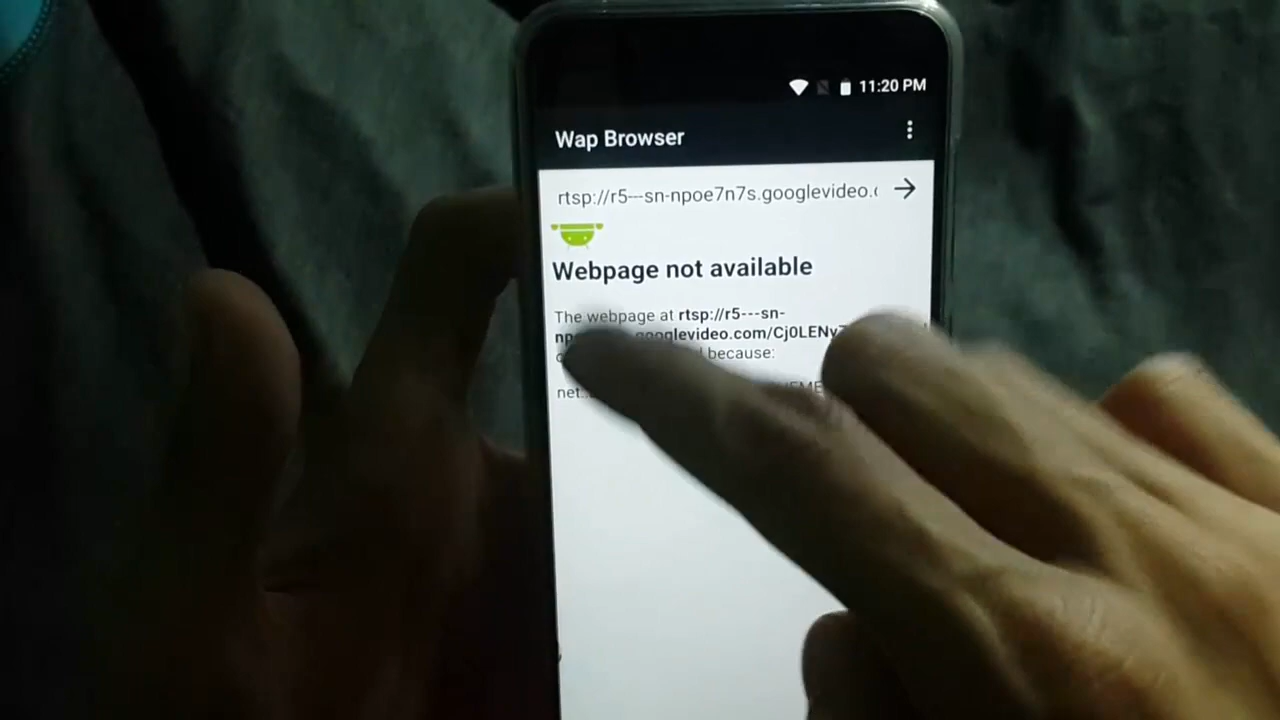 11:20 PM
Wap Browser
rtsp://r5---sn-npoe7n7s.googlevideo.c
Webpage not available
The webpage at rtsp://r5---sn-
googlevideo.com/Cj0LENy
because:
net